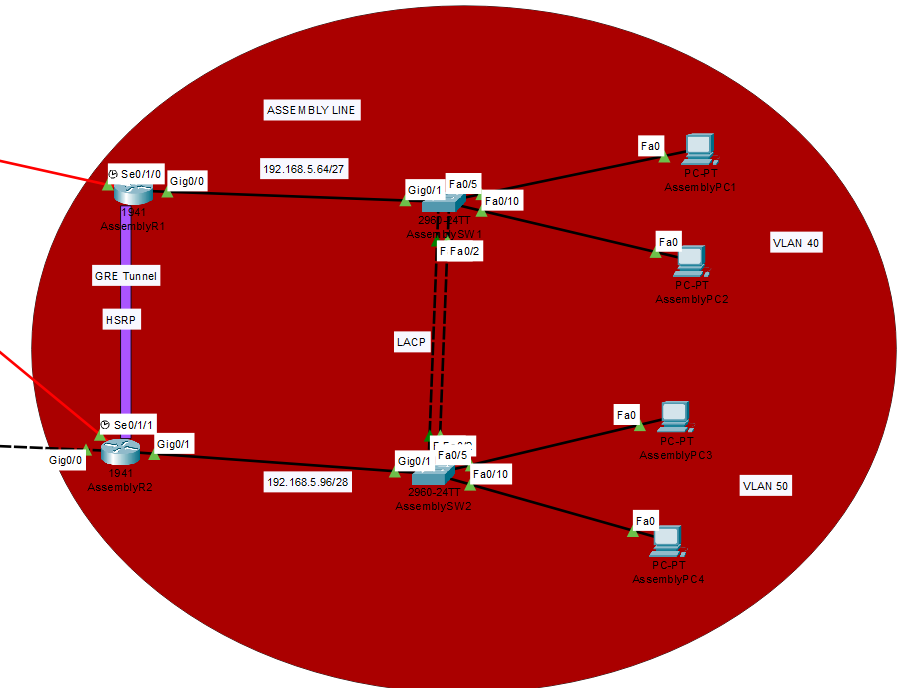 ASSEMBLY LINE
192.168.5.64/27
Se0/1/0
Gig0/0
1941
AssemblyR1
Gig0/1
Fa0/5
Fa0/10
2960-24TT
AssemblySW1
F Fa0/2
Fa0
PC-PT
AssemblyPC1
Fa0
PC-PT
AssemblyPC2
VLAN 40
GRE Tunnel
HSRP
LACP
Se0/1/1
Gig0/1
Gig0/0
1941
AssemblyR2
192.168.5.96/28
Gig0/1
Fa0/5
Fa0/10
2960-24TT
AssemblySW2
Fa0
PC-PT
AssemblyPC3
VLAN 50
Fa0
PC-PT
AssemblyPC4